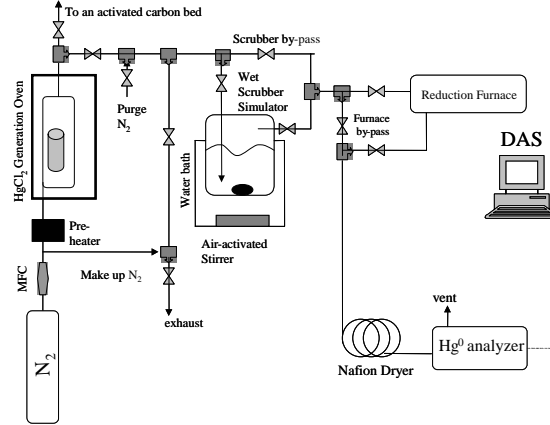 To an activated carbon bed
Scrubber by-pass
Wet
Scrubber
Simulator
Purge
N₂
HgCl₂ Generation Oven
Reduction Furnace
Furnace
by-pass
DAS
Water bath
Pre-
heater
Air-activated
Stirrer
MFC
Make up N₂
exhaust
vent
N₂
Hg⁰ analyzer
Nafion Dryer